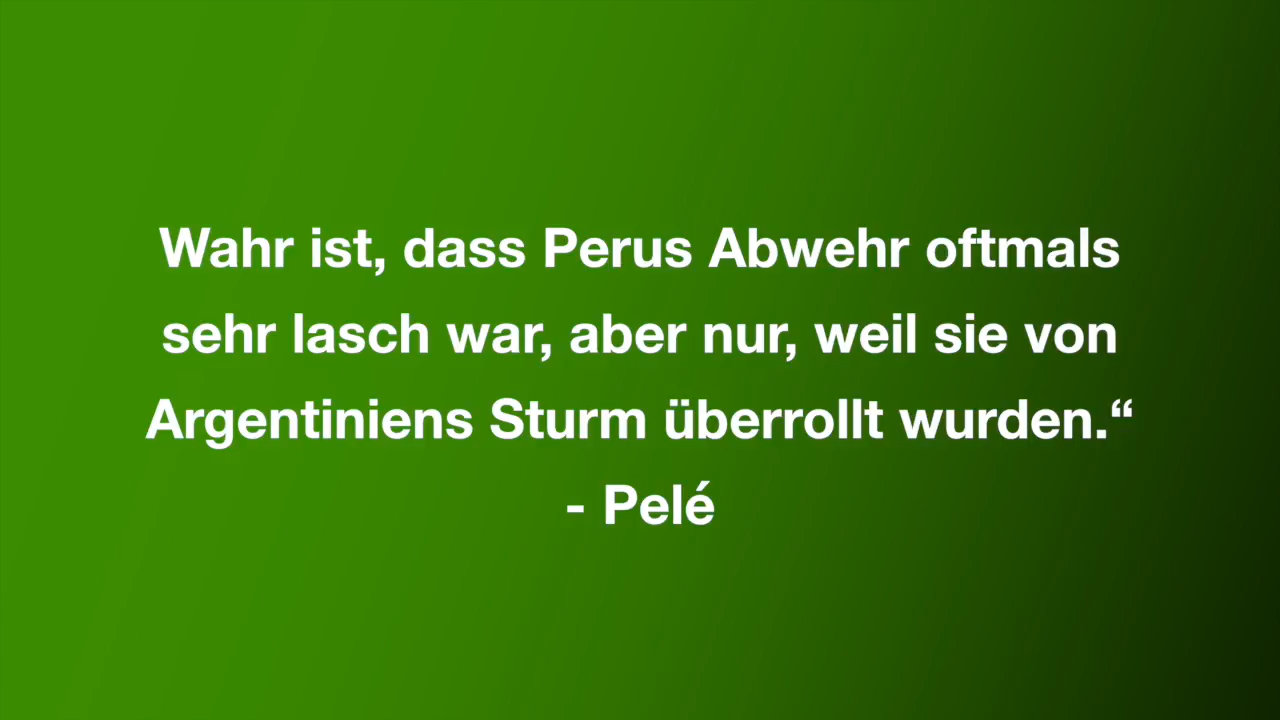 Wahr ist, dass Perus Abwehr oftmals
sehr lasch war, aber nur, weil sie von
Argentiniens Sturm überrollt wurden.“
- Pelé